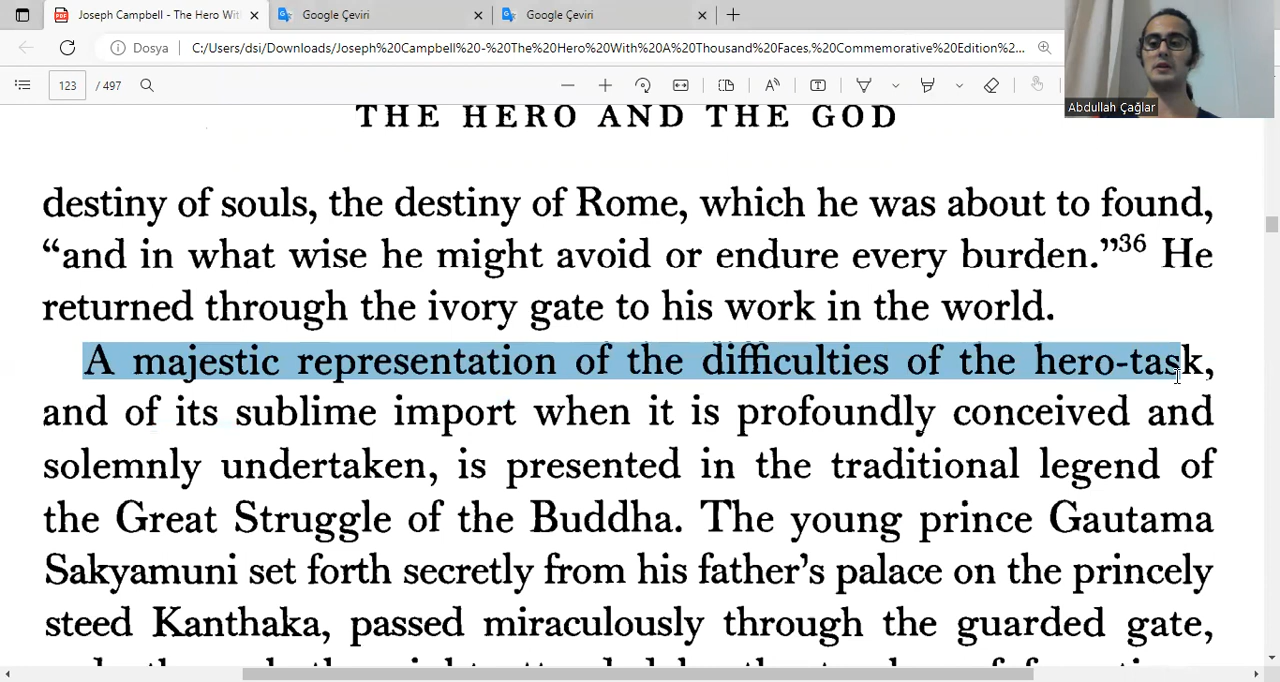 Joseph Campbell - The Hero Wit
Google Çeviri
Google Çeviri
Dosya
C:/Users/dsi/Downloads/Joseph%20Campbell%20-%20The%20Hero%20With%20A%20Thousand%20Faces,%20Commemorative%20Edition%2...
123 / 497
Abdullah Çağlar
THE HERO AND THE GOD
destiny of souls, the destiny of Rome, which he was about to found,
“and in what wise he might avoid or endure every burden.”36 He
returned through the ivory gate to his work in the world.
A majestic representation of the difficulties of the hero-task,
and of its sublime import when it is profoundly conceived and
solemnly undertaken, is presented in the traditional legend of
the Great Struggle of the Buddha. The young prince Gautama
Sakyamuni set forth secretly from his father’s palace on the princely
steed Kanthaka, passed miraculously through the guarded gate,